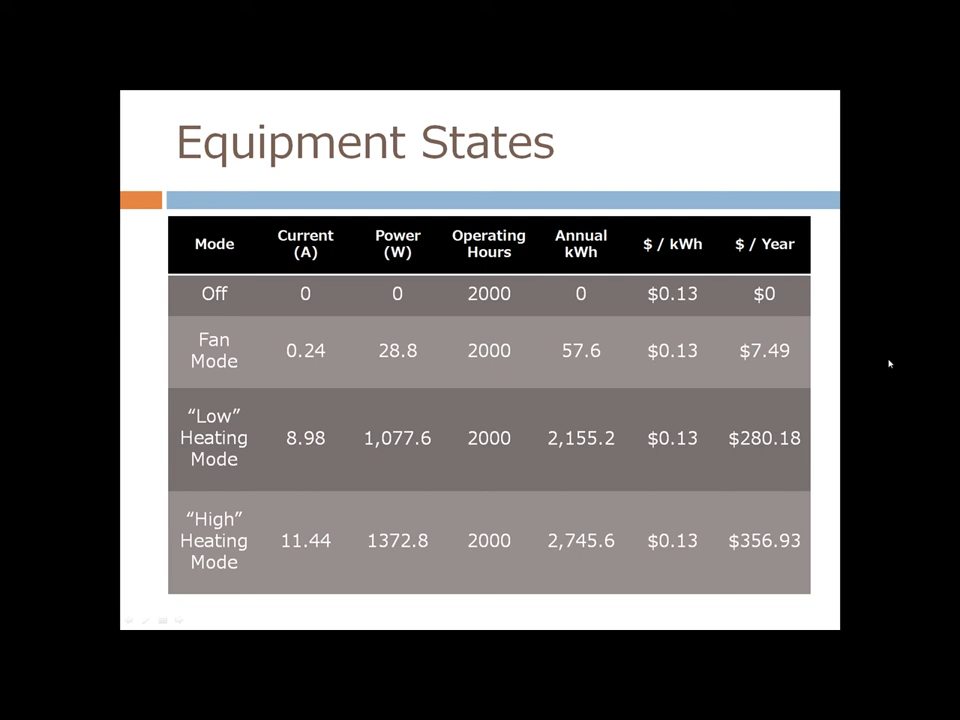 Equipment States
Mode Current (A) Power (W) Operating Hours Annual kWh $ / kWh $ / Year
Off 0 0 2000 0 $0.13 $0
Fan Mode 0.24 28.8 2000 57.6 $0.13 $7.49
“Low” Heating Mode 8.98 1,077.6 2000 2,155.2 $0.13 $280.18
“High” Heating Mode 11.44 1372.8 2000 2,745.6 $0.13 $356.93